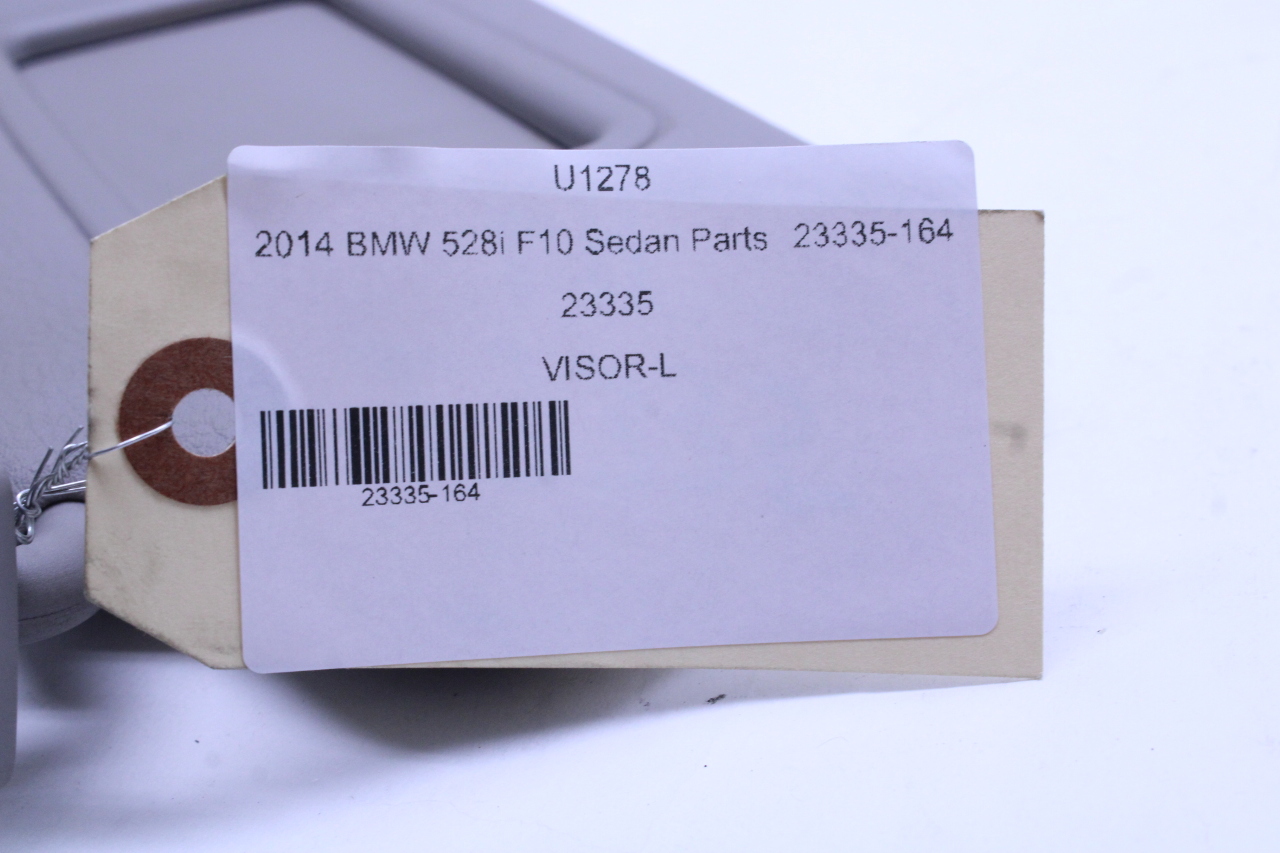 U1278
2014 BMW 528i F10 Sedan Parts 23335-164
23335
VISOR-L
23335-164